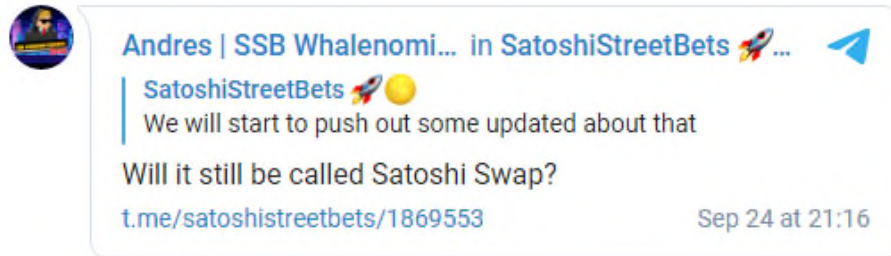 Andres | SSB Whalenomi... in SatoshiStreetBets 🚀...
SatoshiStreetBets 🚀🌕
We will start to push out some updated about that
Will it still be called Satoshi Swap?
t.me/satoshistreetbets/1869553 Sep 24 at 21:16